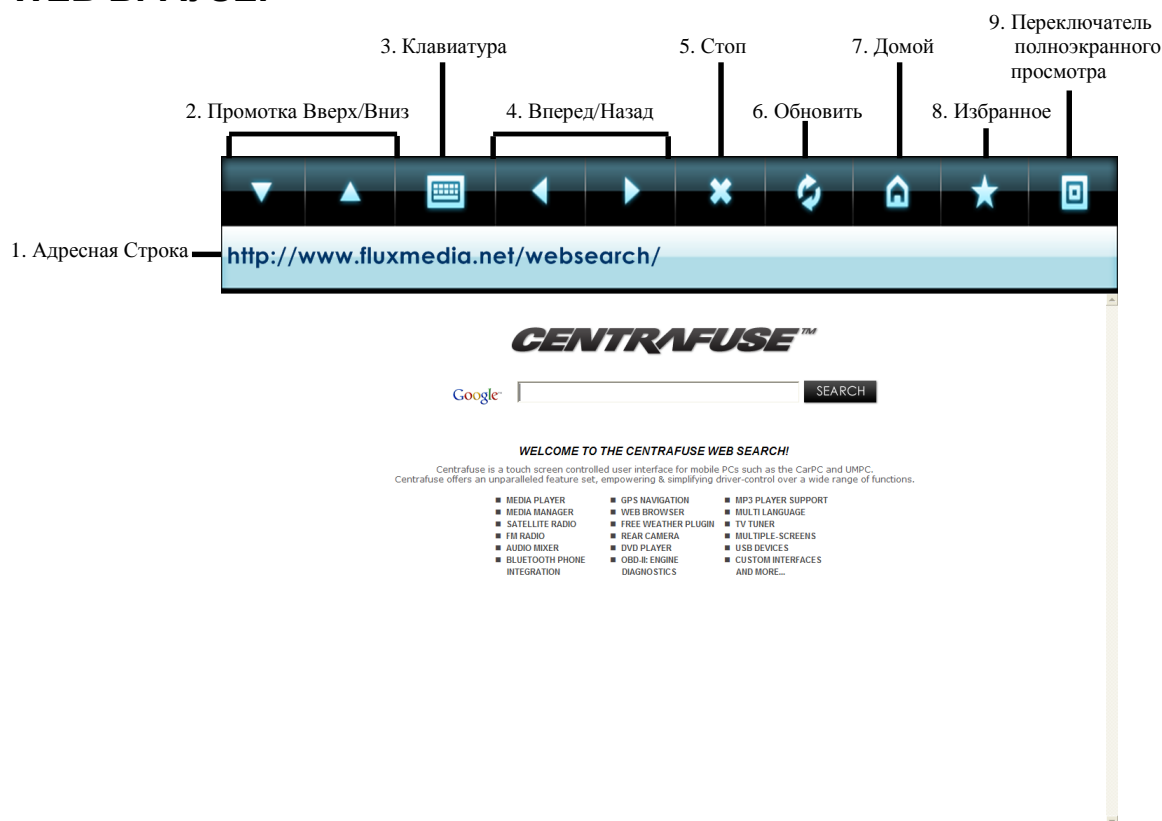 9. Переключатель
полноэкранного
просмотра
3. Клавиатура
5. Стоп
7. Домой
2. Промотка Вверх/Вниз
4. Вперед/Назад
6. Обновить
8. Избранное
1. Адресная Строка
http://www.fluxmedia.net/websearch/
CENTRAFUSE™
Google™
SEARCH
WELCOME TO THE CENTRAFUSE WEB SEARCH!
Centrafuse is a touch screen controlled user interface for mobile PCs such as the CarPC and UMPC.
Centrafuse offers an unparalleled feature set, empowering & simplifying driver-control over a wide range of functions.
MEDIA PLAYER
MEDIA MANAGER
SATELLITE RADIO
FM RADIO
AUDIO MIXER
BLUETOOTH PHONE
INTEGRATION
GPS NAVIGATION
WEB BROWSER
FREE WEATHER PLUGIN
REAR CAMERA
DVD PLAYER
OBD-II: ENGINE
DIAGNOSTICS
MP3 PLAYER SUPPORT
MULTI LANGUAGE
TV TUNER
MULTIPLE-SCREENS
USB DEVICES
CUSTOM INTERFACES
AND MORE...